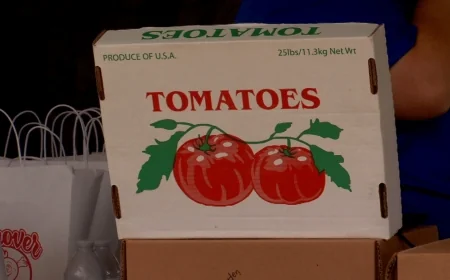 TOMATOES
PRODUCE OF U.S.A.
25lbs/11.3kg Net Wt.
TOMATOES